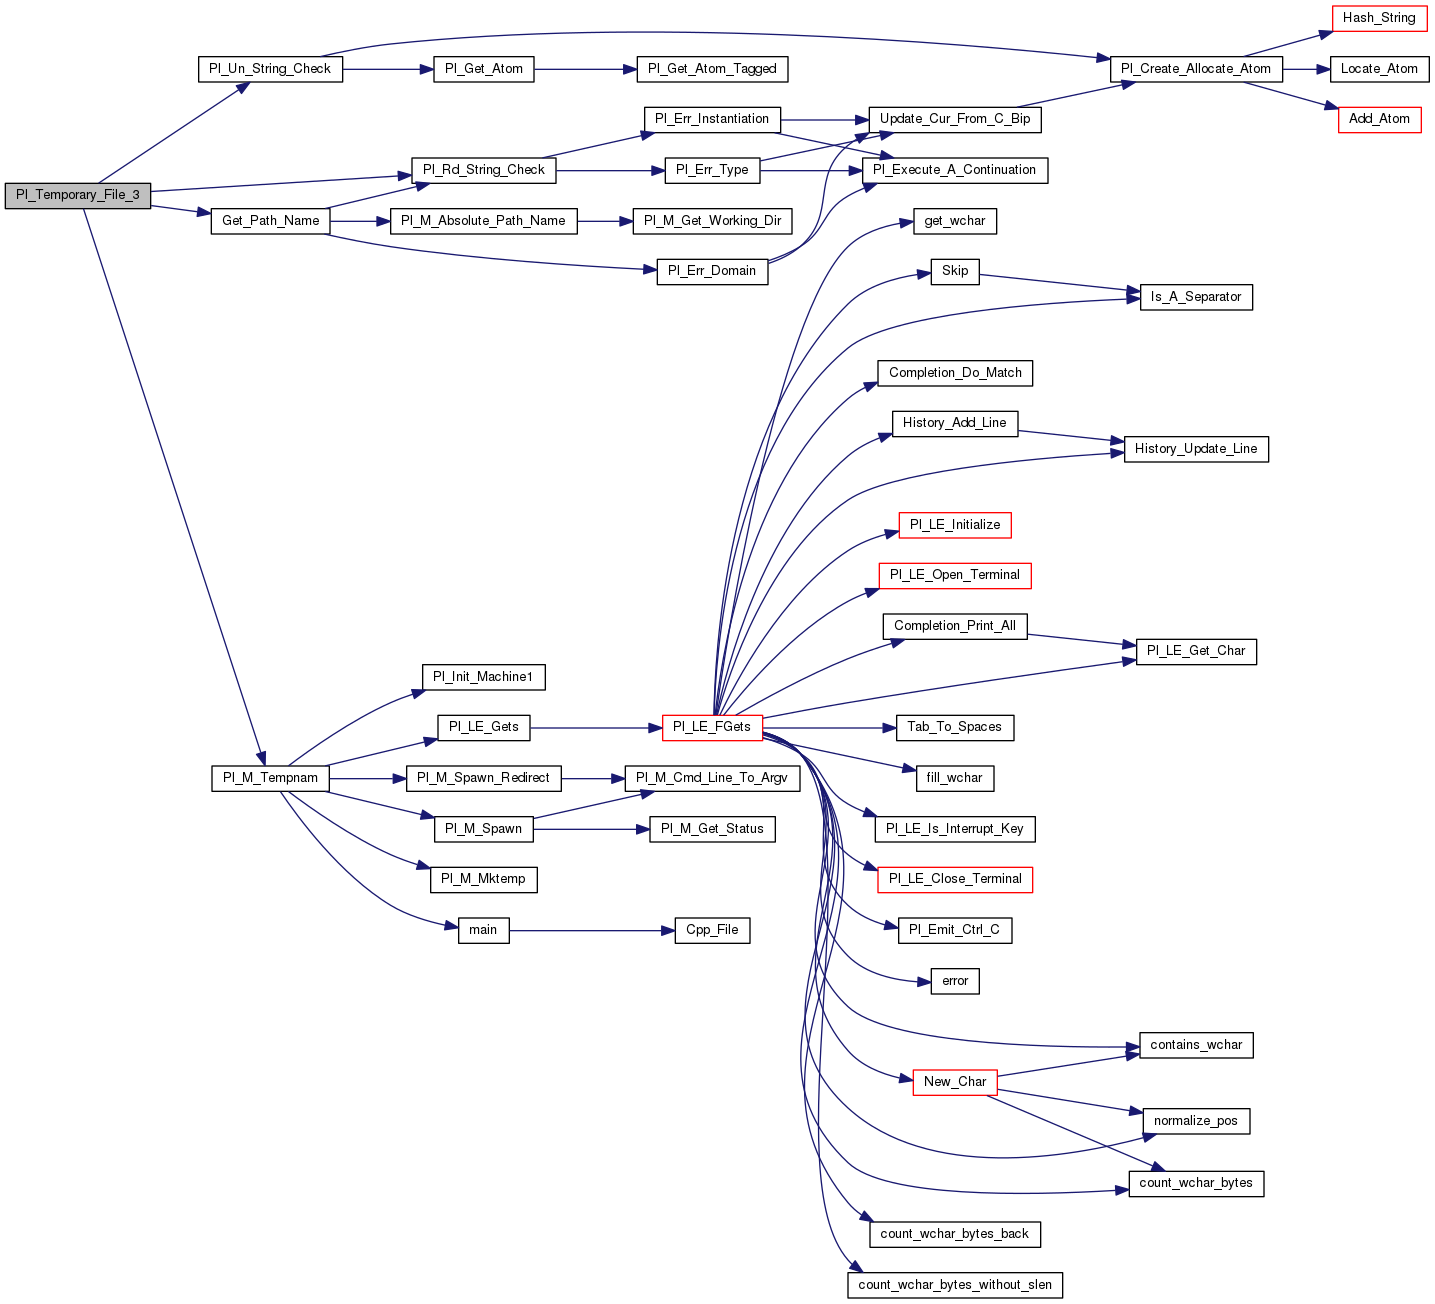 Hash_String
Pl_Un_String_Check
Pl_Get_Atom
Pl_Get_Atom_Tagged
Pl_Create_Allocate_Atom
Locate_Atom
Add_Atom
Pl_Err_Instantiation
Update_Cur_From_C_Bip
Pl_Rd_String_Check
Pl_Err_Type
Pl_Execute_A_Continuation
Pl_Temporary_File_3
Get_Path_Name
Pl_M_Absolute_Path_Name
Pl_M_Get_Working_Dir
get_wchar
Pl_Err_Domain
Skip
Is_A_Separator
Completion_Do_Match
History_Add_Line
History_Update_Line
Pl_LE_Initialize
Pl_LE_Open_Terminal
Completion_Print_All
Pl_LE_Get_Char
Pl_Init_Machine1
Pl_LE_Gets
Pl_LE_FGets
Tab_To_Spaces
Pl_M_Tempnam
Pl_M_Spawn_Redirect
Pl_M_Cmd_Line_To_Argv
fill_wchar
Pl_M_Spawn
Pl_M_Get_Status
Pl_LE_Is_Interrupt_Key
Pl_M_Mktemp
Pl_LE_Close_Terminal
main
Cpp_File
Pl_Emit_Ctrl_C
error
contains_wchar
New_Char
normalize_pos
count_wchar_bytes
count_wchar_bytes_back
count_wchar_bytes_without_slen